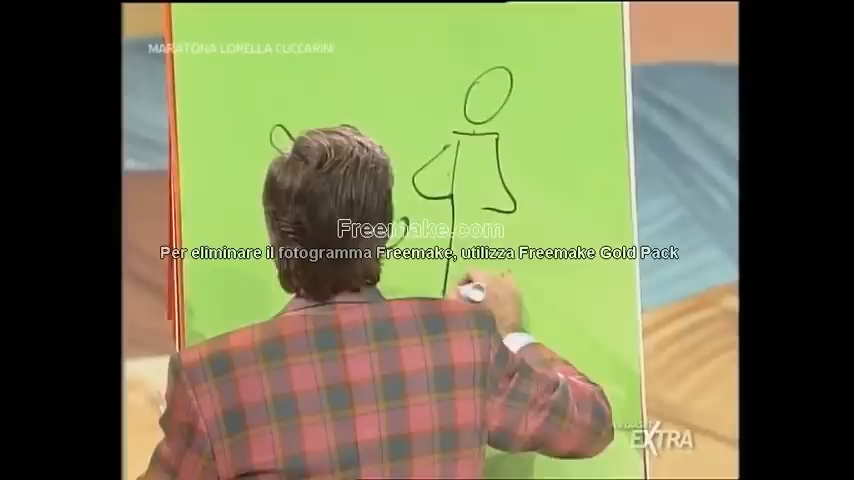 MARATONA LORELLA CUCCARINI
Freemake.com
Per eliminare il fotogramma Freemake, utilizza Freemake Gold Pack
EXTRA